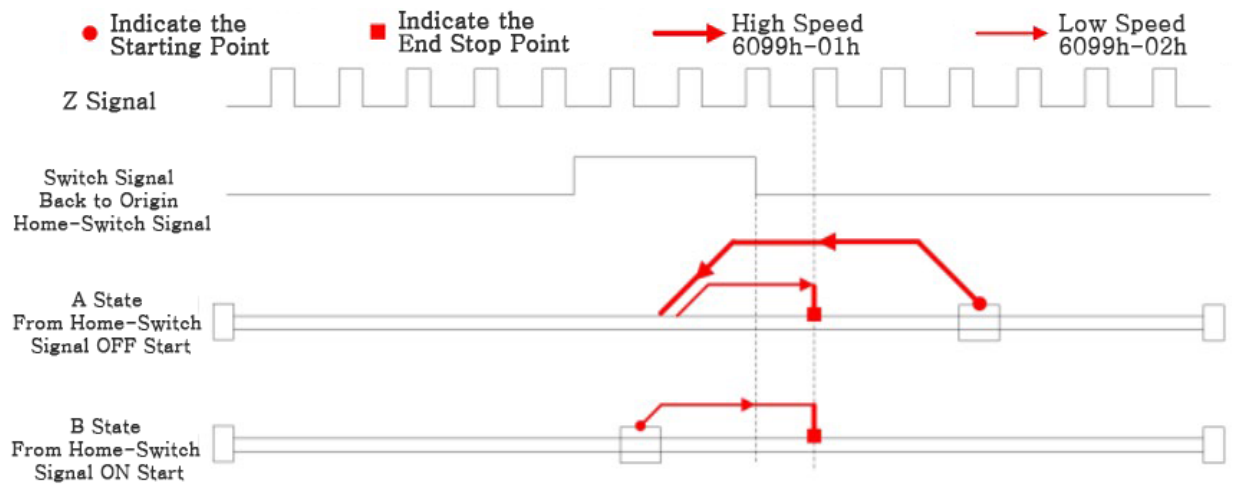 Indicate the
Starting Point
Indicate the
End Stop Point
High Speed
6099h-01h
Low Speed
6099h-02h
Z Signal
Switch Signal
Back to Origin
Home-Switch Signal
A State
From Home-Switch
Signal OFF Start
B State
From Home-Switch
Signal ON Start